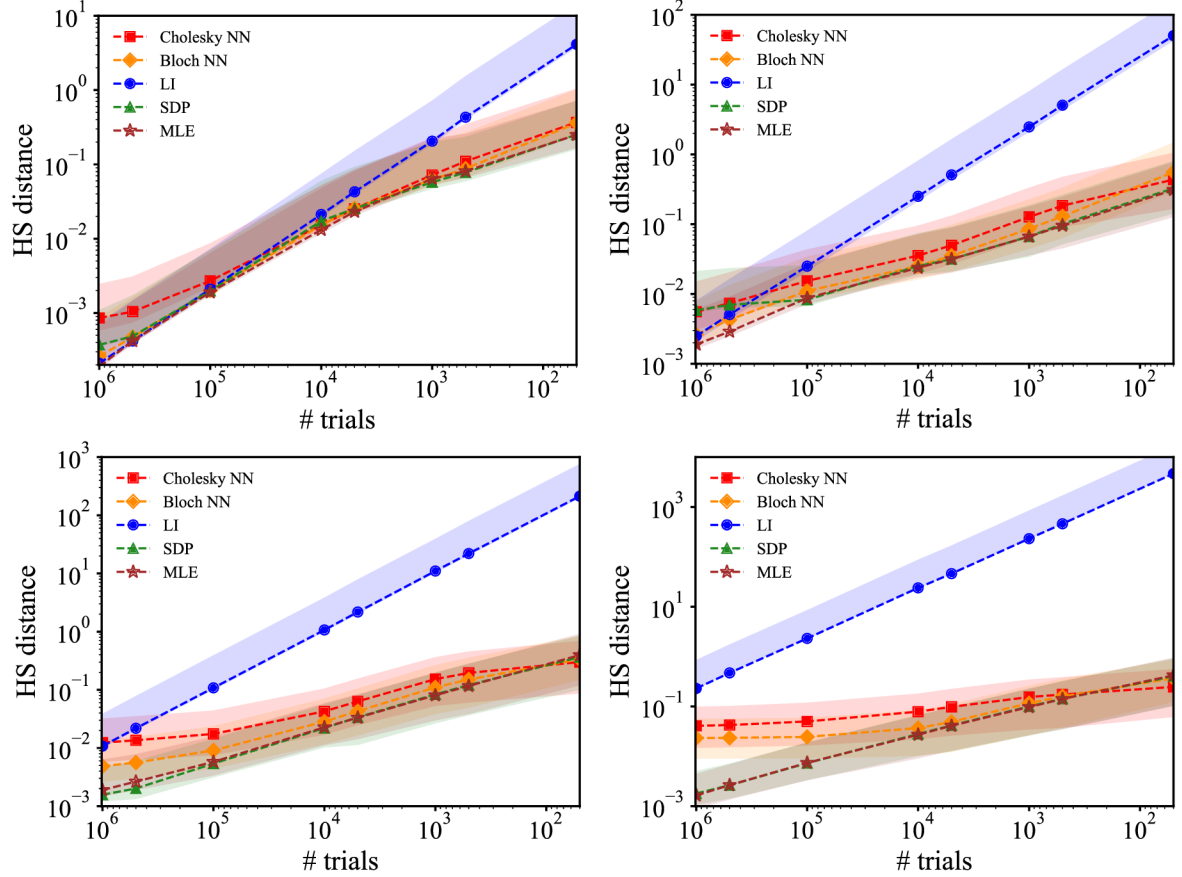 10^1
10^0
10^-1
10^-2
10^-3
HS distance
Cholesky NN
Bloch NN
LI
SDP
MLE
10^6 10^5 10^4 10^3 10^2
# trials
10^2
10^1
10^0
10^-1
10^-2
10^-3
HS distance
Cholesky NN
Bloch NN
LI
SDP
MLE
10^6 10^5 10^4 10^3 10^2
# trials
10^3
10^2
10^1
10^0
10^-1
10^-2
10^-3
HS distance
Cholesky NN
Bloch NN
LI
SDP
MLE
10^6 10^5 10^4 10^3 10^2
# trials
10^3
10^1
10^-1
10^-3
HS distance
Cholesky NN
Bloch NN
LI
SDP
MLE
10^6 10^5 10^4 10^3 10^2
# trials